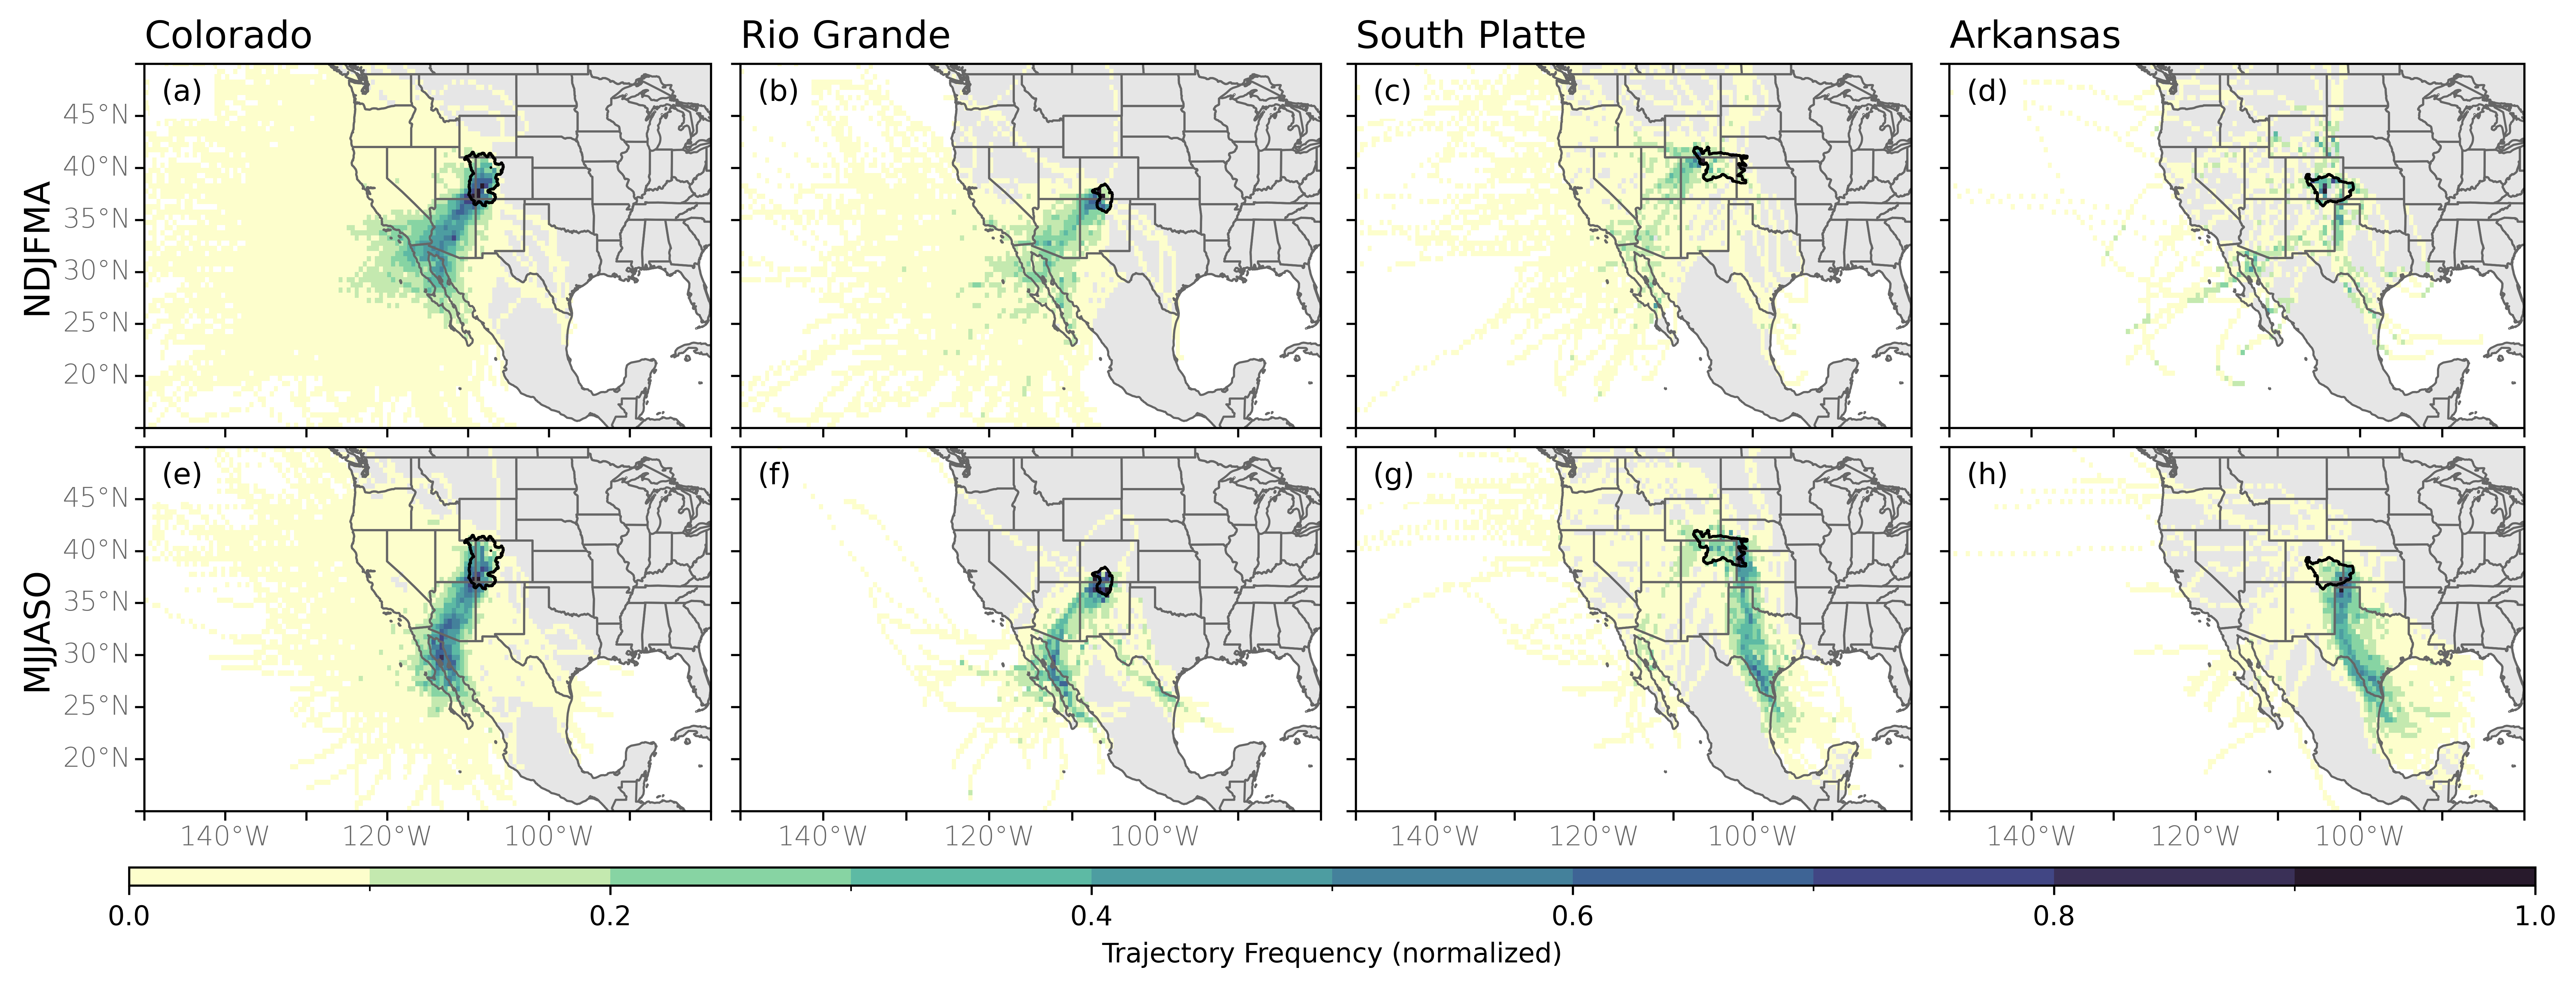 Colorado Rio Grande South Platte Arkansas
NDJFMA
(a) (b) (c) (d)
45°N
40°N
35°N
30°N
25°N
20°N
MJJASO
(e) (f) (g) (h)
45°N
40°N
35°N
30°N
25°N
20°N
140°W 120°W 100°W 140°W 120°W 100°W 140°W 120°W 100°W 140°W 120°W 100°W
0.0 0.2 0.4 0.6 0.8 1.0
Trajectory Frequency (normalized)